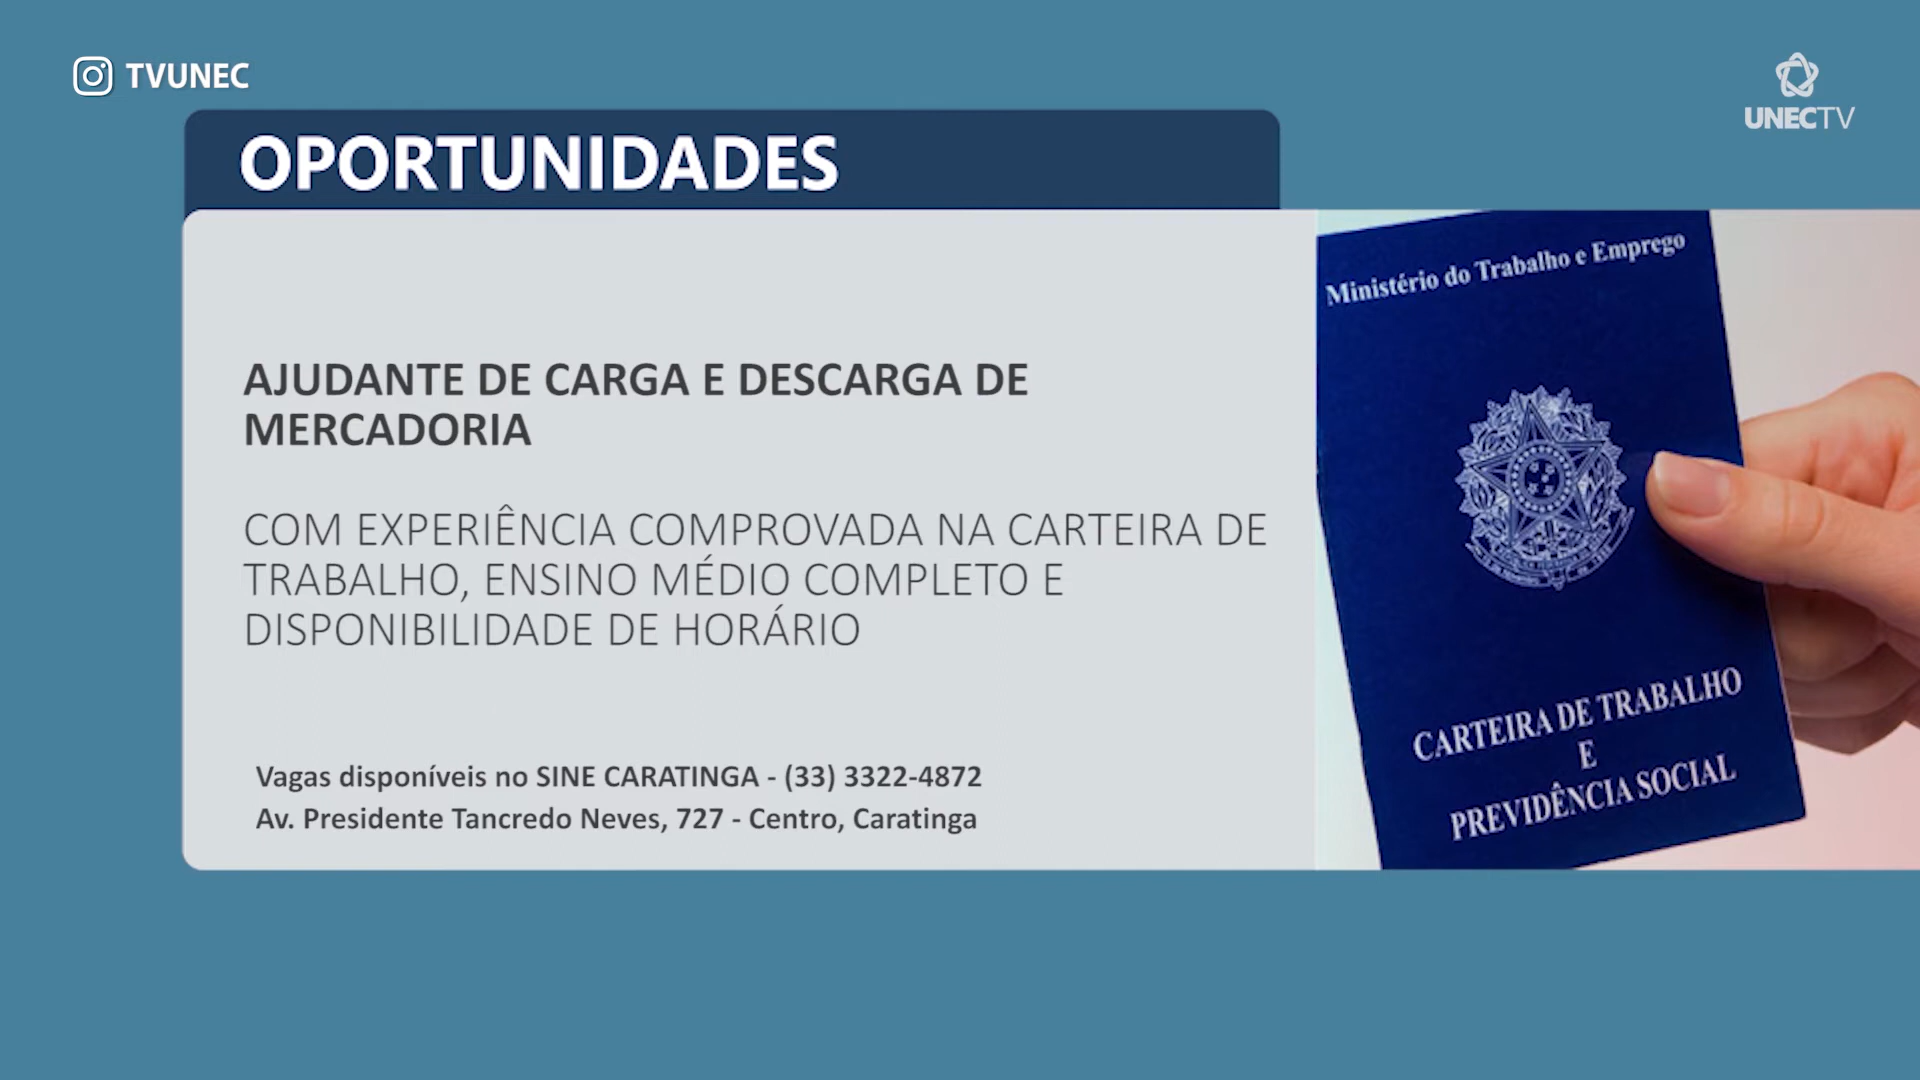 TVUNEC
UNECTV
OPORTUNIDADES
AJUDANTE DE CARGA E DESCARGA DE
MERCADORIA
COM EXPERIÊNCIA COMPROVADA NA CARTEIRA DE
TRABALHO, ENSINO MÉDIO COMPLETO E
DISPONIBILIDADE DE HORÁRIO
Vagas disponíveis no SINE CARATINGA - (33) 3322-4872
Av. Presidente Tancredo Neves, 727 - Centro, Caratinga
Ministério do Trabalho e Emprego
CARTEIRA DE TRABALHO
E
PREVIDÊNCIA SOCIAL